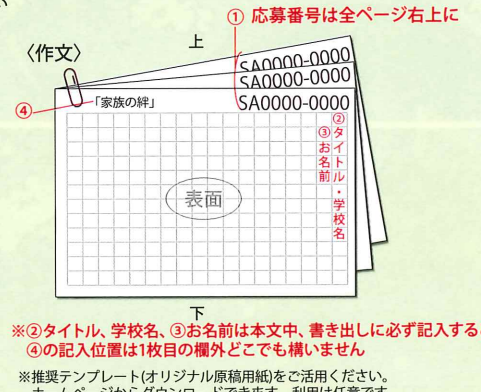 ① 応募番号は全ページ右上に
〈作文〉
上
SA0000-0000
SA0000-0000
④
「家族の絆」
SA0000-0000
②タイトル・学校名
③お名前
表面
下
※②タイトル、学校名、③お名前は本文中、書き出しに必ず記入する
④の記入位置は1枚目の欄外どこでも構いません
※推奨テンプレート(オリジナル原稿用紙)をご活用ください。
ホームページからダウンロードできます。利用は任意です